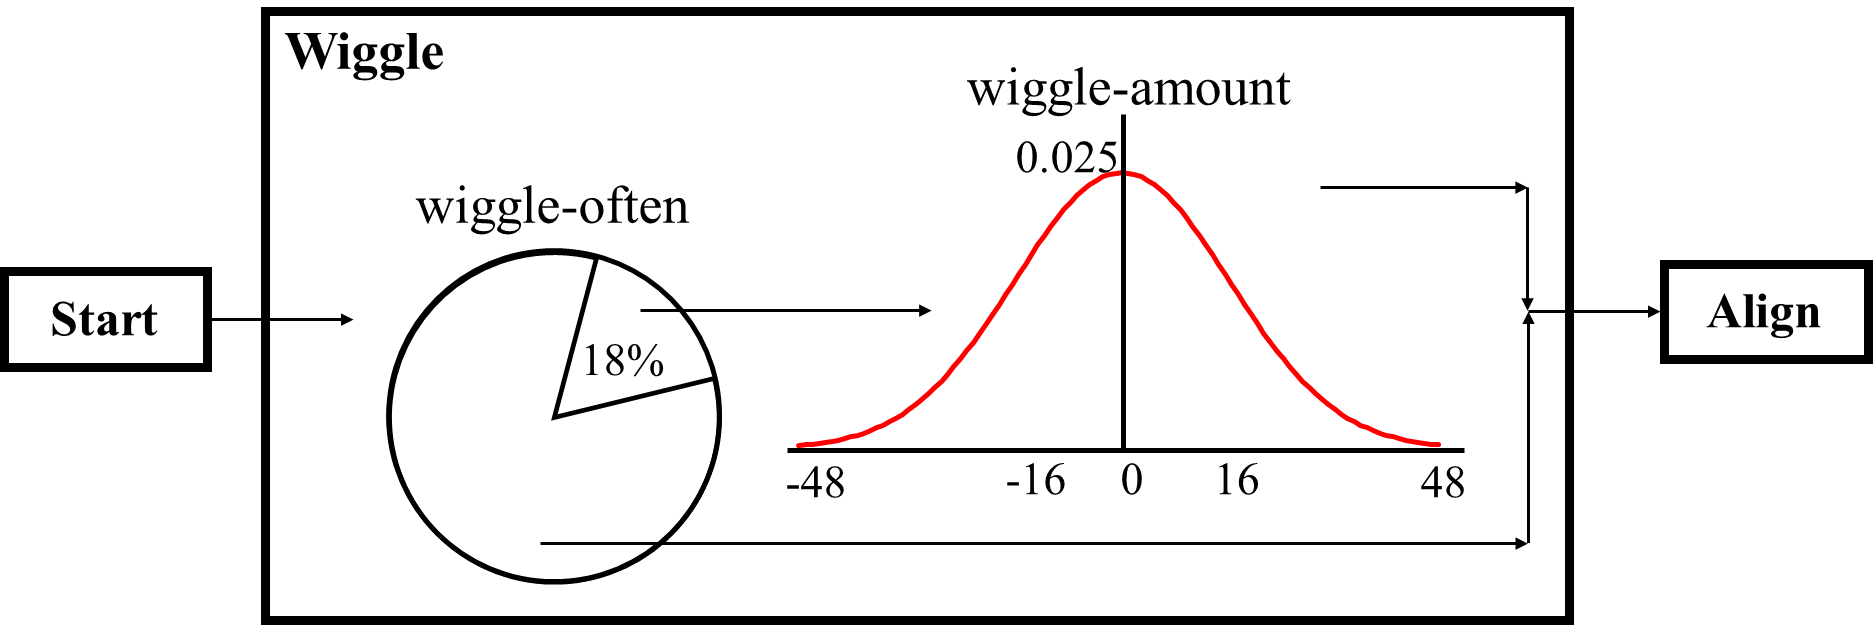 Wiggle
wiggle-amount
0.025
wiggle-often
Start
18%
Align
-48 -16 0 16 48